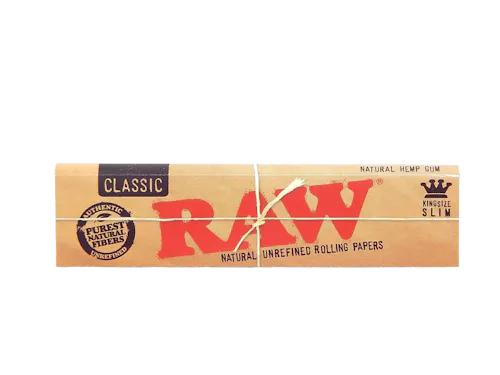 CLASSIC
NATURAL HEMP GUM
AUTHENTIC
PUREST
NATURAL
FIBERS
UNREFINED
RAW®
KINGSIZE
SLIM
NATURAL UNREFINED ROLLING PAPERS